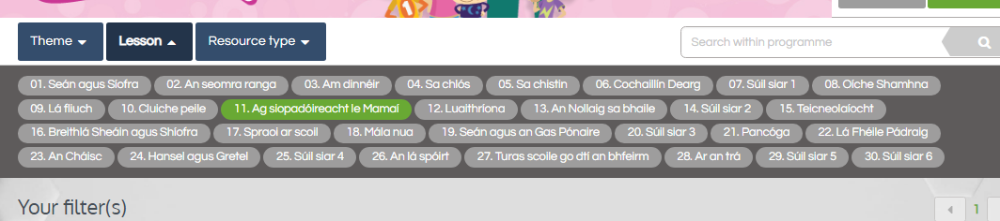 Theme Lesson Resource type Search within programme
01. Seán agus Síofra 02. An seomra ranga 03. Am dinnéir 04. Sa chlós 05. Sa chistin 06. Cochaillín Dearg 07. Súil siar 1 08. Oíche Shamhna
09. Lá fliuch 10. Cluiche peile 11. Ag siopadóireacht le Mamaí 12. Luaithríona 13. An Nollaig sa bhaile 14. Súil siar 2 15. Teicneolaíocht
16. Breithlá Sheáin agus Shíofra 17. Spraoi ar scoil 18. Mála nua 19. Seán agus an Gas Pónaire 20. Súil siar 3 21. Pancóga 22. Lá Fhéile Pádraig
23. An Cháisc 24. Hansel agus Gretel 25. Súil siar 4 26. An lá spóirt 27. Turas scoile go dtí an bhfeirm 28. Ar an trá 29. Súil siar 5 30. Súil siar 6
Your filter(s) 1